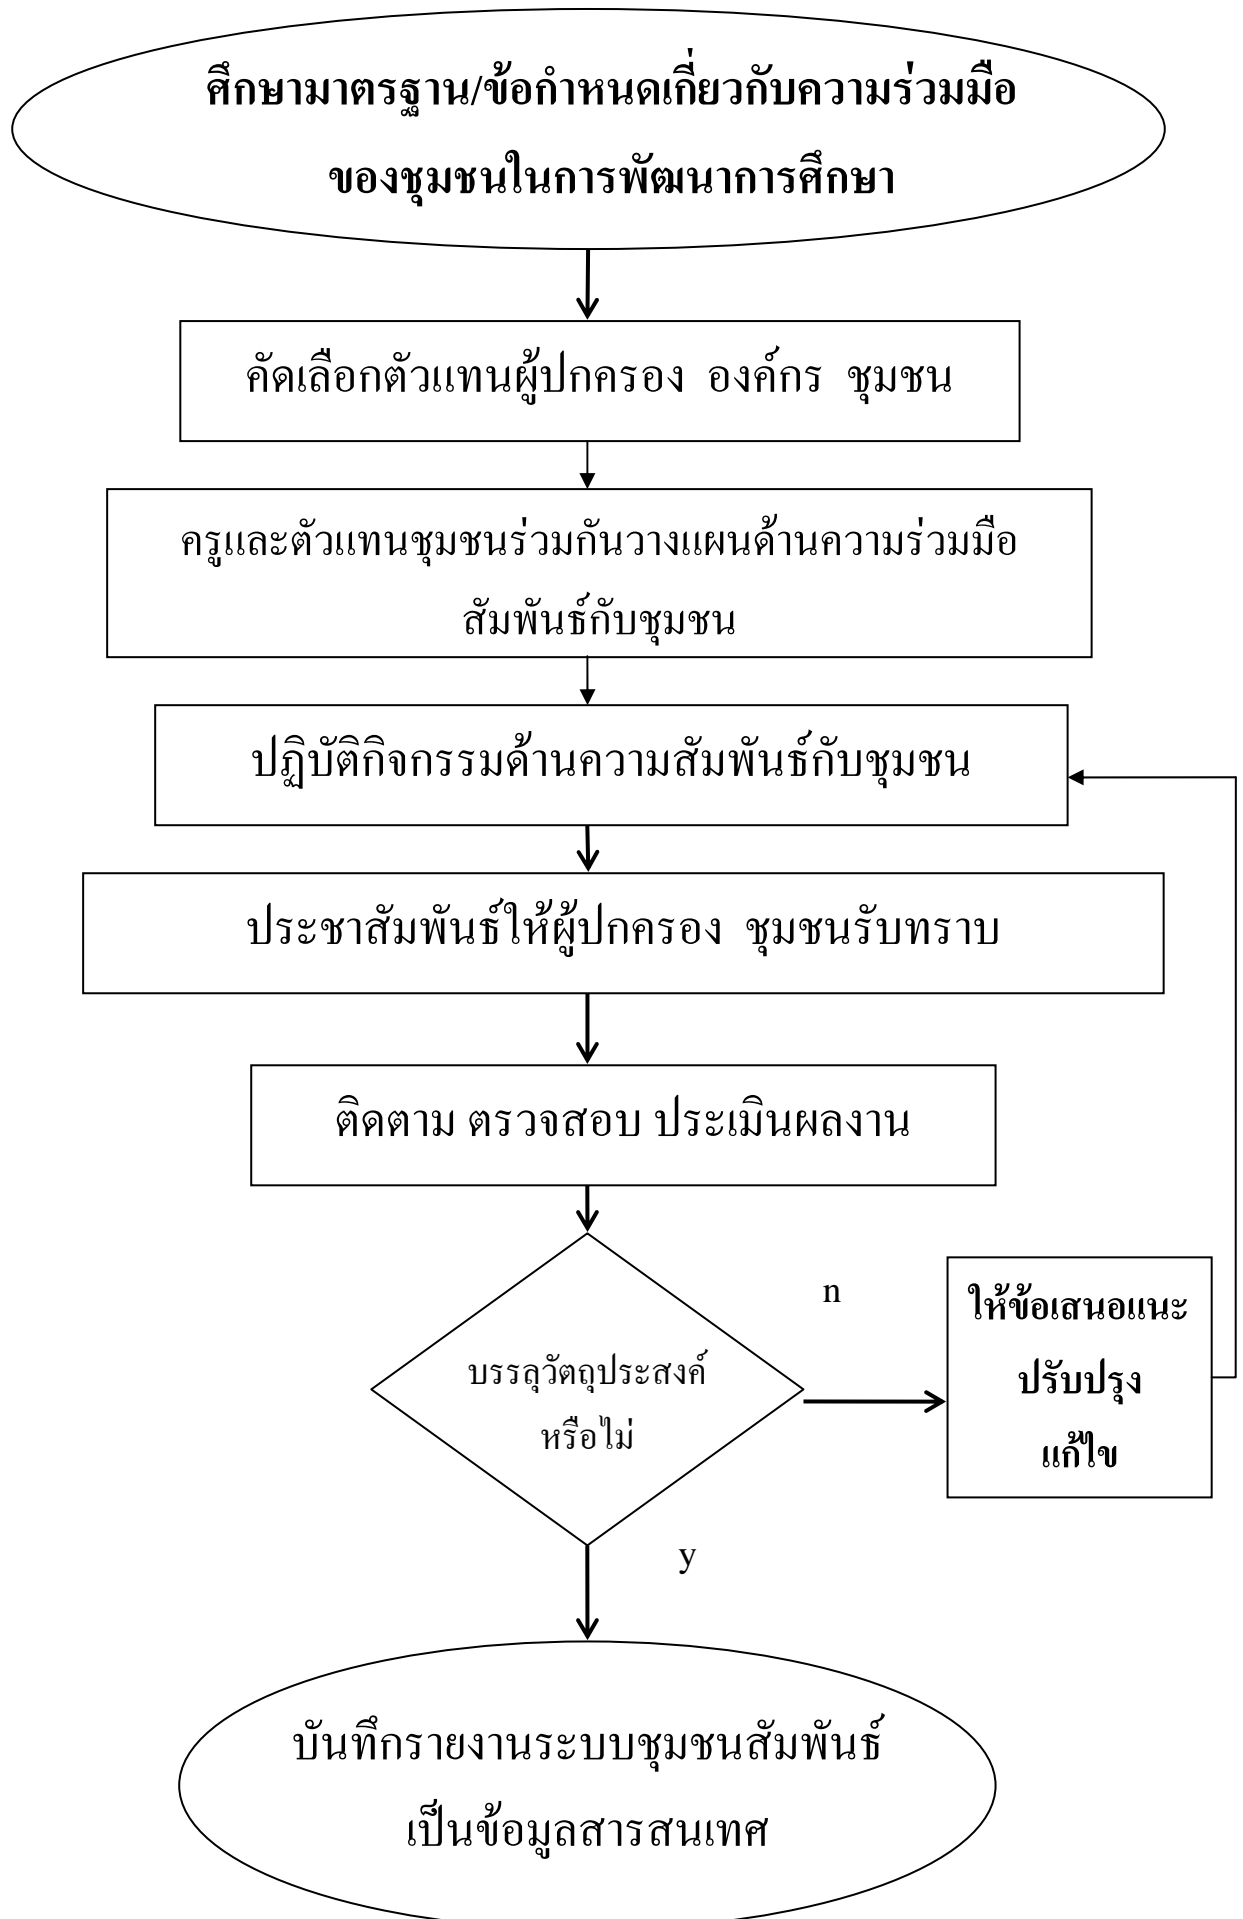 ศึกษามาตรฐาน/ข้อกำหนดเกี่ยวกับความร่วมมือ
ของชุมชนในการพัฒนาการศึกษา
คัดเลือกตัวแทนผู้ปกครอง องค์กร ชุมชน
ครูและตัวแทนชุมชนร่วมกันวางแผนด้านความร่วมมือ
สัมพันธ์กับชุมชน
ปฏิบัติกิจกรรมด้านความสัมพันธ์กับชุมชน
ประชาสัมพันธ์ให้ผู้ปกครอง ชุมชนรับทราบ
ติดตาม ตรวจสอบ ประเมินผลงาน
n
ให้ข้อเสนอแนะ
ปรับปรุง
แก้ไข
บรรลุวัตถุประสงค์
หรือไม่
y
บันทึกรายงานระบบชุมชนสัมพันธ์
เป็นข้อมูลสารสนเทศ